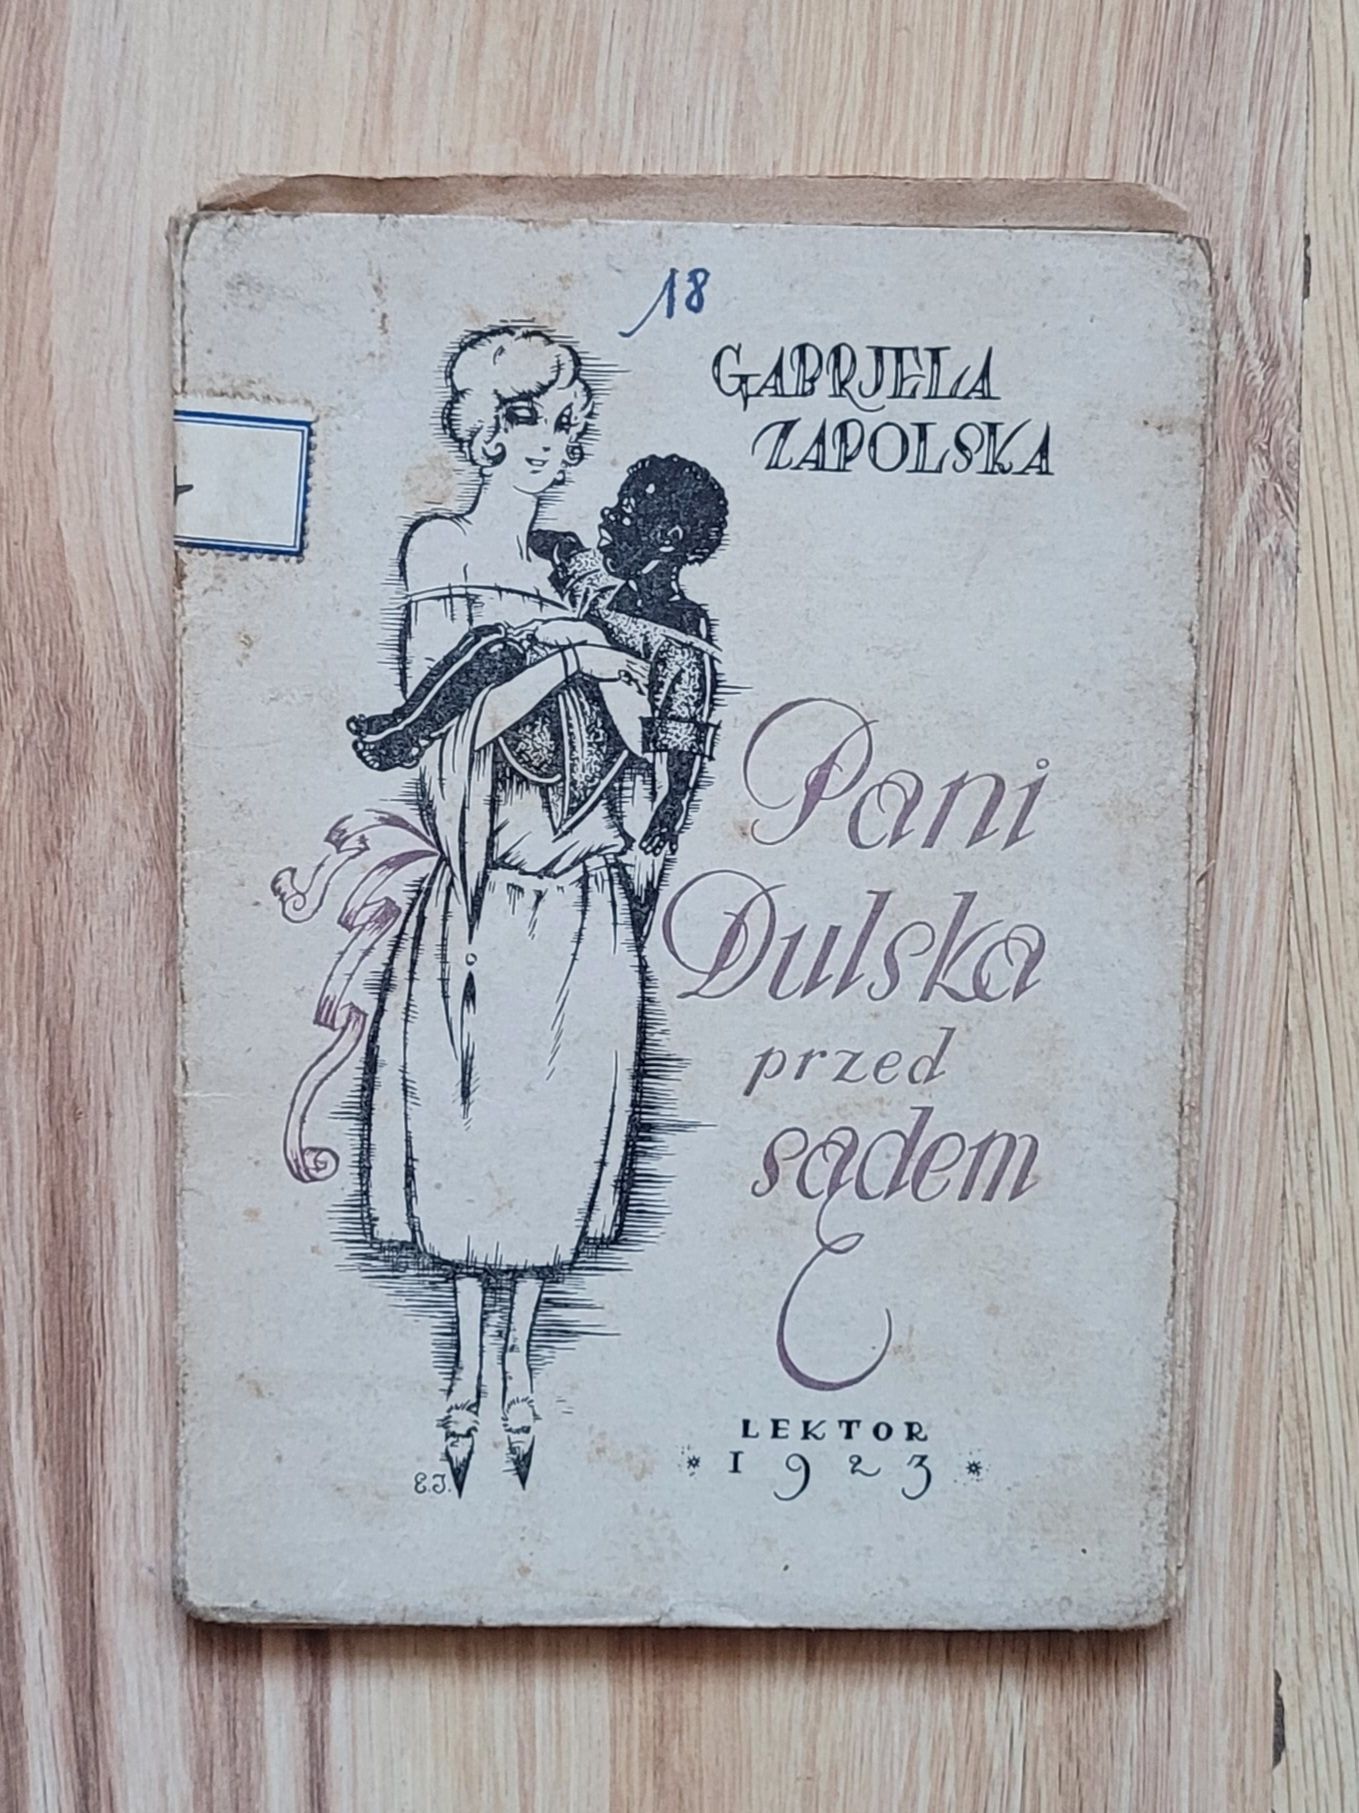 18
GABRJELA
ZAPOLSKA
Pani
Dulska
przed
sądem
LEKTOR
* 1923 *
E.J.